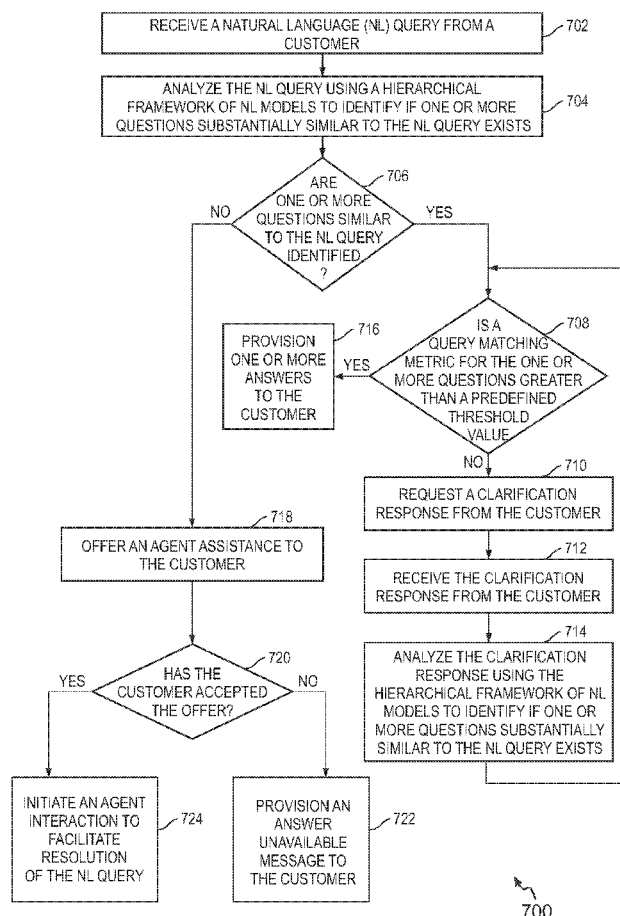 RECEIVE A NATURAL LANGUAGE (NL) QUERY FROM A
CUSTOMER
702
ANALYZE THE NL QUERY USING A HIERARCHICAL
FRAMEWORK OF NL MODELS TO IDENTIFY IF ONE OR MORE
QUESTIONS SUBSTANTIALLY SIMILAR TO THE NL QUERY EXISTS
704
706
ARE
ONE OR MORE
QUESTIONS SIMILAR
TO THE NL QUERY
IDENTIFIED
?
NO
YES
708
IS A
QUERY MATCHING
METRIC FOR THE ONE OR
MORE QUESTIONS GREATER
THAN A PREDEFINED
THRESHOLD
VALUE
716
PROVISION
ONE OR MORE
ANSWERS
TO THE
CUSTOMER
YES
NO
710
REQUEST A CLARIFICATION
RESPONSE FROM THE CUSTOMER
712
RECEIVE THE CLARIFICATION
RESPONSE FROM THE CUSTOMER
714
ANALYZE THE CLARIFICATION
RESPONSE USING THE
HIERARCHICAL FRAMEWORK OF NL
MODELS TO IDENTIFY IF ONE OR
MORE QUESTIONS SUBSTANTIALLY
SIMILAR TO THE NL QUERY EXISTS
718
OFFER AN AGENT ASSISTANCE TO
THE CUSTOMER
720
HAS THE
CUSTOMER ACCEPTED
THE OFFER?
YES
NO
INITIATE AN AGENT
INTERACTION TO
FACILITATE
RESOLUTION
OF THE NL QUERY
724
PROVISION AN
ANSWER
UNAVAILABLE
MESSAGE TO
THE CUSTOMER
722
700